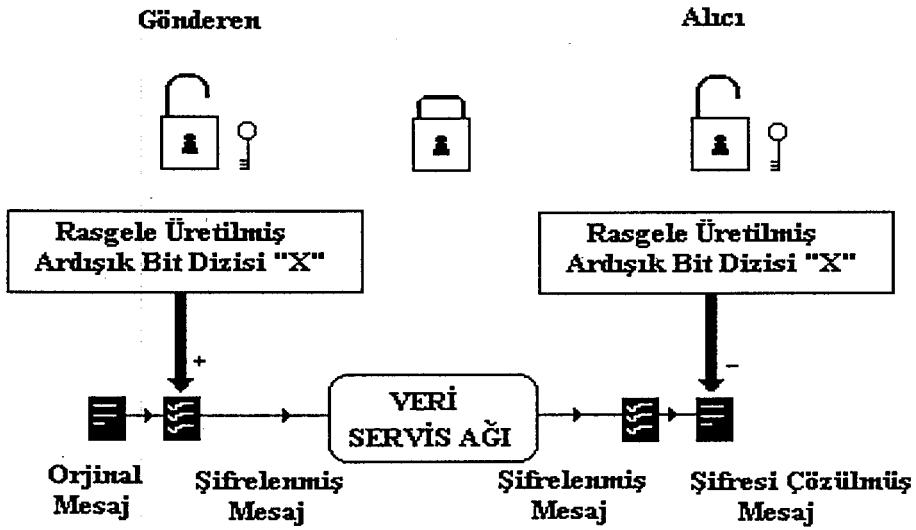 Gönderen
Alıcı
Rasgele Üretilmiş
Ardışık Bit Dizisi "X"
Rasgele Üretilmiş
Ardışık Bit Dizisi "X"
+
–
VERİ
SERVİS AĞI
Orjinal
Mesaj
Şifrelenmiş
Mesaj
Şifrelenmiş
Mesaj
Şifresi Çözülmüş
Mesaj